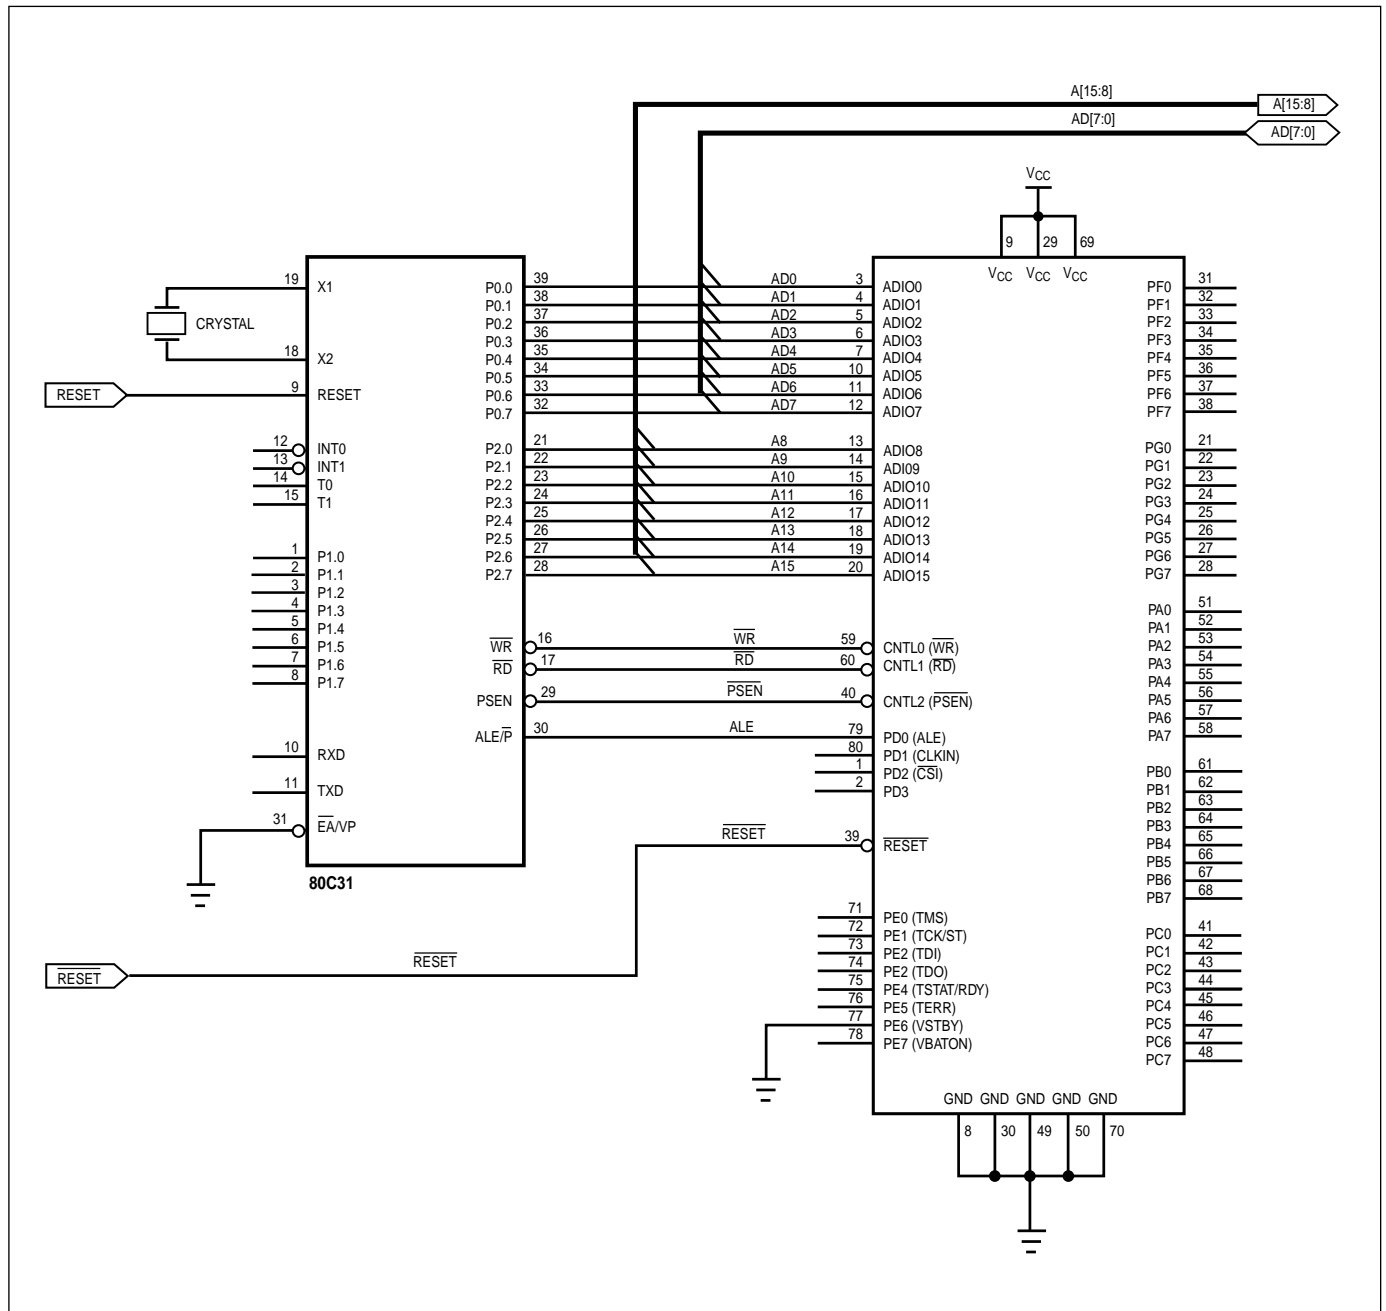 A[15:8]
A[15:8]
AD[7:0]
AD[7:0]
VCC
9 29 69
VCC VCC VCC
19 X1
CRYSTAL
18 X2
RESET
9 RESET
12 INT0
13 INT1
14 T0
15 T1
1 P1.0
2 P1.1
3 P1.2
4 P1.3
5 P1.4
6 P1.5
7 P1.6
8 P1.7
10 RXD
11 TXD
31 EA/VP
80C31
P0.0 39 AD0 3 ADIO0
P0.1 38 AD1 4 ADIO1
P0.2 37 AD2 5 ADIO2
P0.3 36 AD3 6 ADIO3
P0.4 35 AD4 7 ADIO4
P0.5 34 AD5 10 ADIO5
P0.6 33 AD6 11 ADIO6
P0.7 32 AD7 12 ADIO7
P2.0 21 A8 13 ADIO8
P2.1 22 A9 14 ADI09
P2.2 23 A10 15 ADIO10
P2.3 24 A11 16 ADIO11
P2.4 25 A12 17 ADIO12
P2.5 26 A13 18 ADIO13
P2.6 27 A14 19 ADIO14
P2.7 28 A15 20 ADIO15
WR 16 WR 59 CNTL0 (WR)
RD 17 RD 60 CNTL1 (RD)
PSEN 29 PSEN 40 CNTL2 (PSEN)
ALE/P 30 ALE 79 PD0 (ALE)
80 PD1 (CLKIN)
1 PD2 (CSI)
2 PD3
RESET 39 RESET
71 PE0 (TMS)
72 PE1 (TCK/ST)
73 PE2 (TDI)
74 PE2 (TDO)
75 PE4 (TSTAT/RDY)
76 PE5 (TERR)
77 PE6 (VSTBY)
78 PE7 (VBATON)
RESET RESET
PF0 31
PF1 32
PF2 33
PF3 34
PF4 35
PF5 36
PF6 37
PF7 38
PG0 21
PG1 22
PG2 23
PG3 24
PG4 25
PG5 26
PG6 27
PG7 28
PA0 51
PA1 52
PA2 53
PA3 54
PA4 55
PA5 56
PA6 57
PA7 58
PB0 61
PB1 62
PB2 63
PB3 64
PB4 65
PB5 66
PB6 67
PB7 68
PC0 41
PC1 42
PC2 43
PC3 44
PC4 45
PC5 46
PC6 47
PC7 48
GND GND GND GND GND
8 30 49 50 70